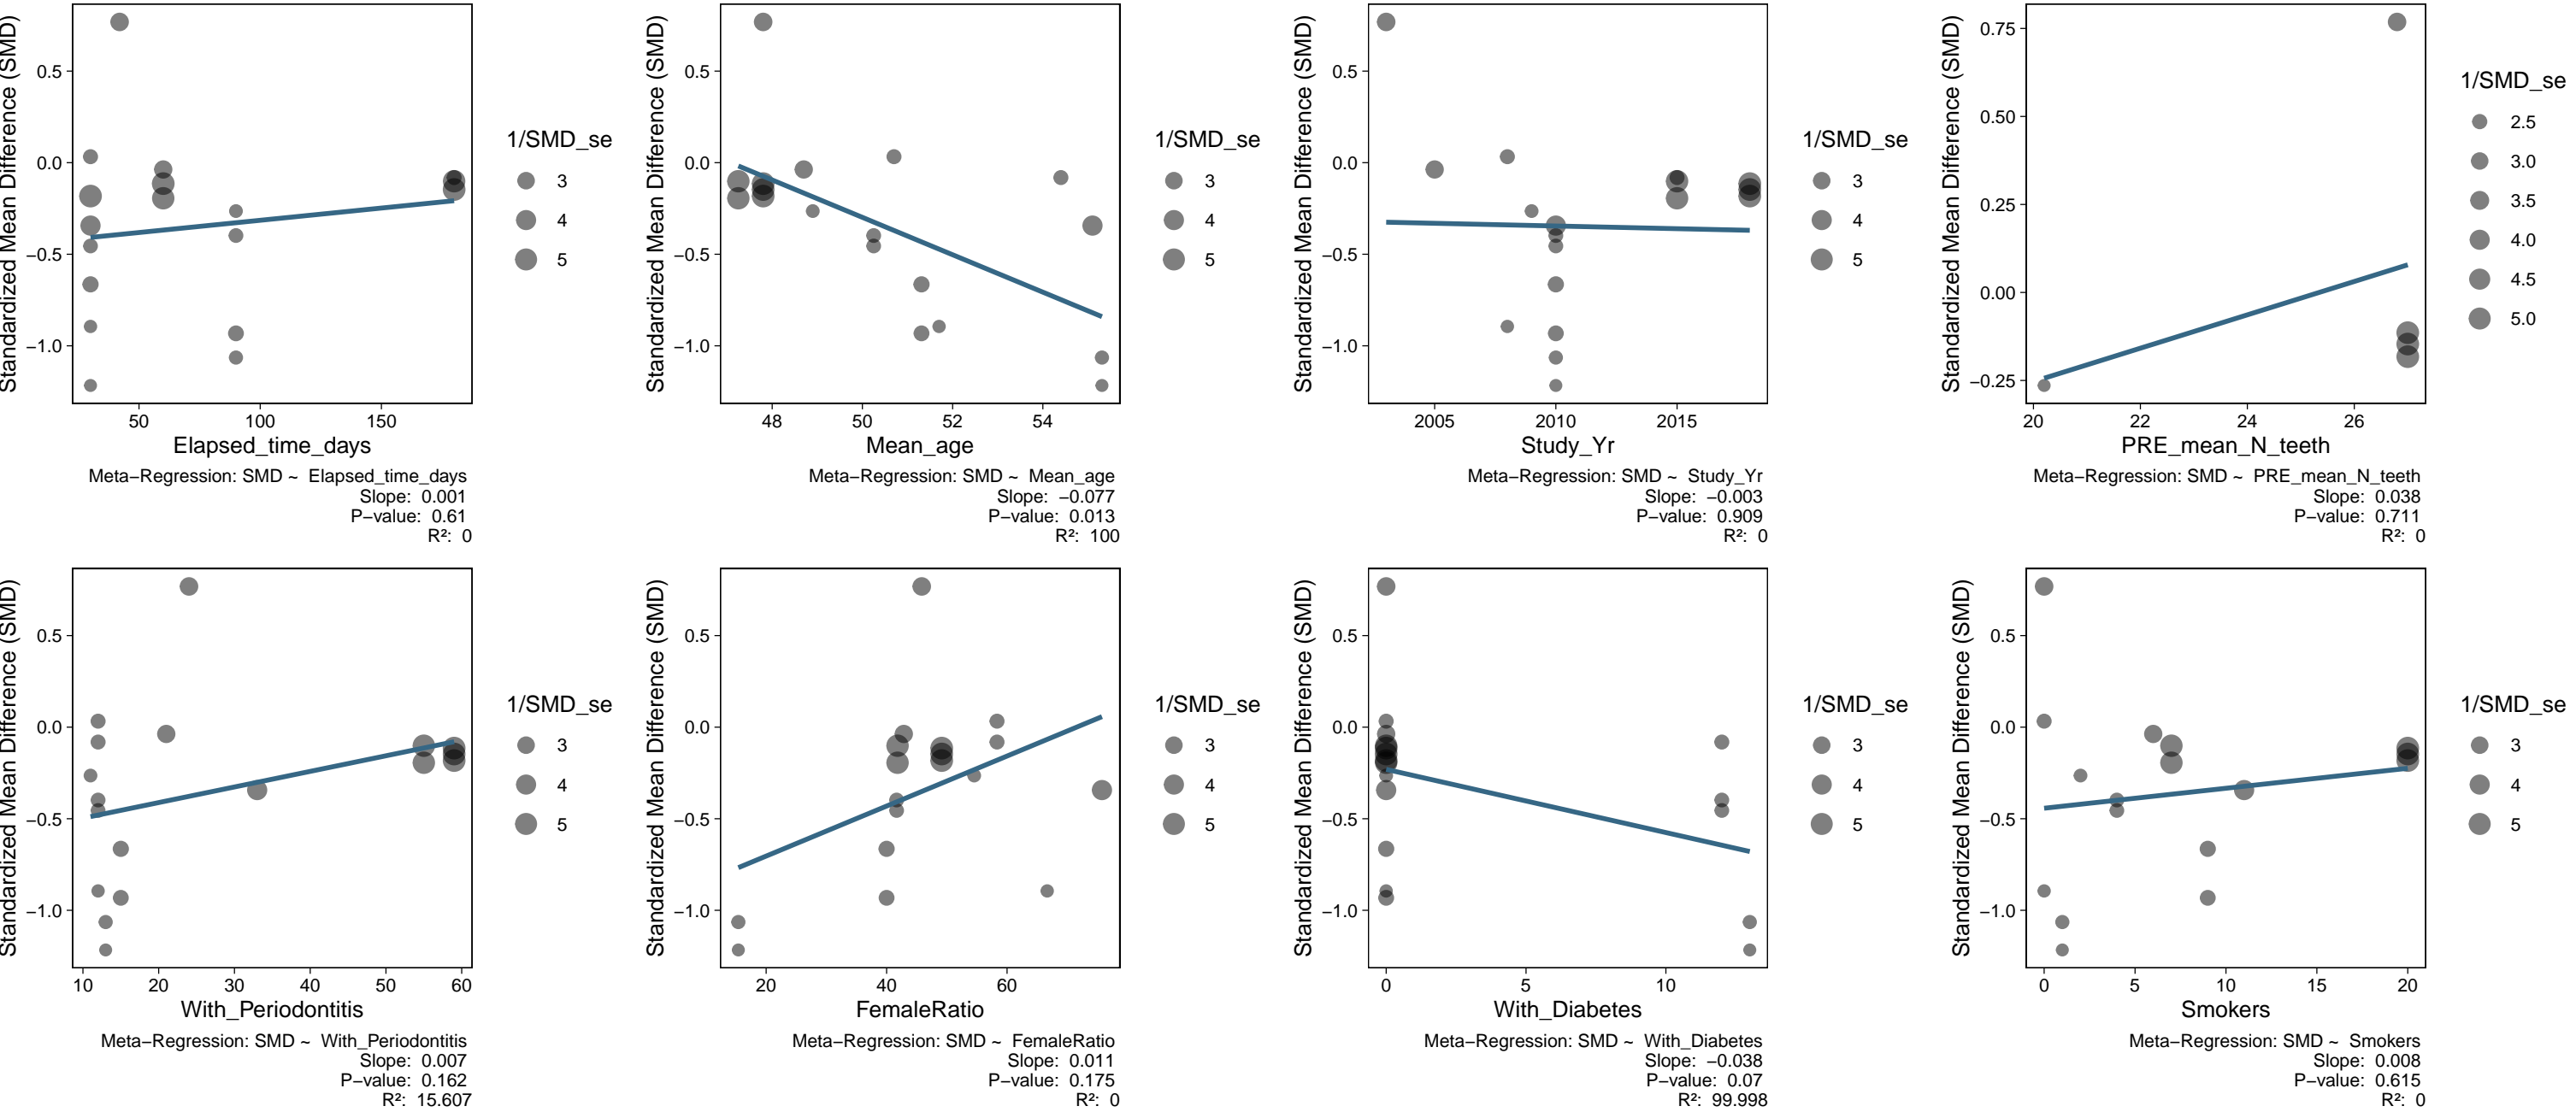 Standardized Mean Difference (SMD)
0.5
0.0
−0.5
−1.0
50 100 150
Elapsed_time_days
Meta−Regression: SMD ~ Elapsed_time_days
Slope: 0.001
P−value: 0.61
R²: 0
1/SMD_se
3
4
5
Standardized Mean Difference (SMD)
0.5
0.0
−0.5
−1.0
48 50 52 54
Mean_age
Meta−Regression: SMD ~ Mean_age
Slope: −0.077
P−value: 0.013
R²: 100
1/SMD_se
3
4
5
Standardized Mean Difference (SMD)
0.5
0.0
−0.5
−1.0
2005 2010 2015
Study_Yr
Meta−Regression: SMD ~ Study_Yr
Slope: −0.003
P−value: 0.909
R²: 0
1/SMD_se
3
4
5
Standardized Mean Difference (SMD)
0.75
0.50
0.25
0.00
−0.25
20 22 24 26
PRE_mean_N_teeth
Meta−Regression: SMD ~ PRE_mean_N_teeth
Slope: 0.038
P−value: 0.711
R²: 0
1/SMD_se
2.5
3.0
3.5
4.0
4.5
5.0
Standardized Mean Difference (SMD)
0.5
0.0
−0.5
−1.0
10 20 30 40 50 60
With_Periodontitis
Meta−Regression: SMD ~ With_Periodontitis
Slope: 0.007
P−value: 0.162
R²: 15.607
1/SMD_se
3
4
5
Standardized Mean Difference (SMD)
0.5
0.0
−0.5
−1.0
20 40 60
FemaleRatio
Meta−Regression: SMD ~ FemaleRatio
Slope: 0.011
P−value: 0.175
R²: 0
1/SMD_se
3
4
5
Standardized Mean Difference (SMD)
0.5
0.0
−0.5
−1.0
0 5 10
With_Diabetes
Meta−Regression: SMD ~ With_Diabetes
Slope: −0.038
P−value: 0.07
R²: 99.998
1/SMD_se
3
4
5
Standardized Mean Difference (SMD)
0.5
0.0
−0.5
−1.0
0 5 10 15 20
Smokers
Meta−Regression: SMD ~ Smokers
Slope: 0.008
P−value: 0.615
R²: 0
1/SMD_se
3
4
5